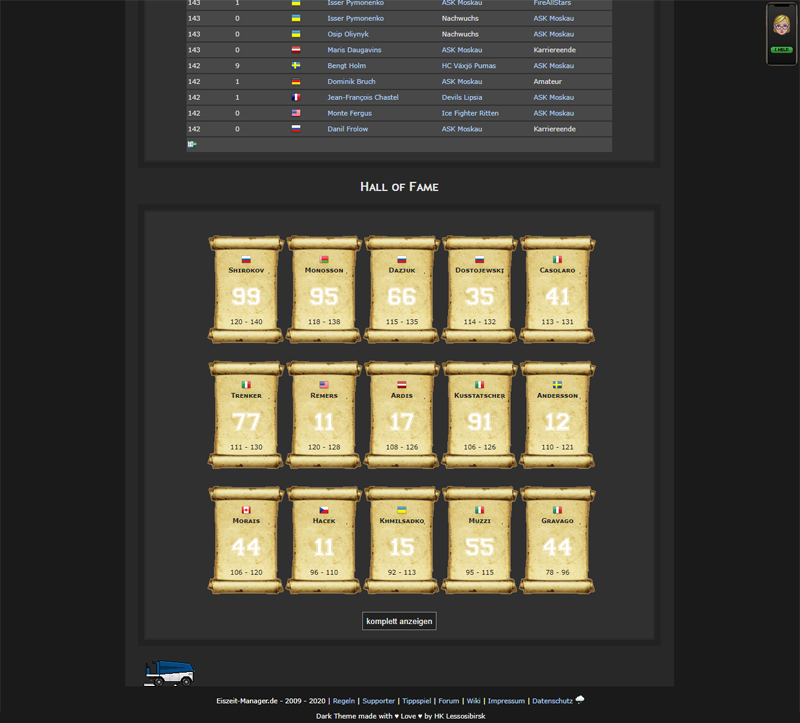 143 1 Isser Pymonenko ASK Moskau FireAllStars
143 0 Isser Pymonenko Nachwuchs ASK Moskau
143 0 Osip Oliynyk Nachwuchs ASK Moskau
143 0 Maris Daugavins ASK Moskau Karriereende
142 9 Bengt Holm HC Växjö Pumas ASK Moskau
142 1 Dominik Bruch ASK Moskau Amateur
142 1 Jean-François Chastel Devils Lipsia ASK Moskau
142 0 Monte Fergus Ice Fighter Ritten ASK Moskau
142 0 Danil Frolow ASK Moskau Karriereende
Hall of Fame
Shirokov Monosson Dazjuk Dostojewski Casolaro
99 95 66 35 41
120 - 140 118 - 138 115 - 135 114 - 132 113 - 131
Trenker Remers Ardis Kusstatscher Andersson
77 11 17 91 12
111 - 130 120 - 128 108 - 126 106 - 126 110 - 121
Morais Hacek Khmilsadko Muzzi Gravago
44 11 15 55 44
106 - 120 96 - 110 92 - 113 95 - 115 78 - 96
komplett anzeigen
Eiszeit-Manager.de - 2009 - 2020 | Regeln | Supporter | Tippspiel | Forum | Wiki | Impressum | Datenschutz
Dark Theme made with ♥ Love ♥ by HK Lessosibirsk